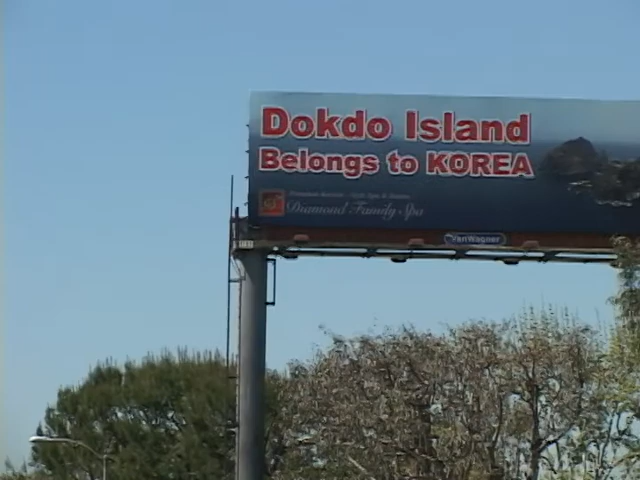 Dokdo Island
Belongs to KOREA
Diamond Family Spa
VanWagner